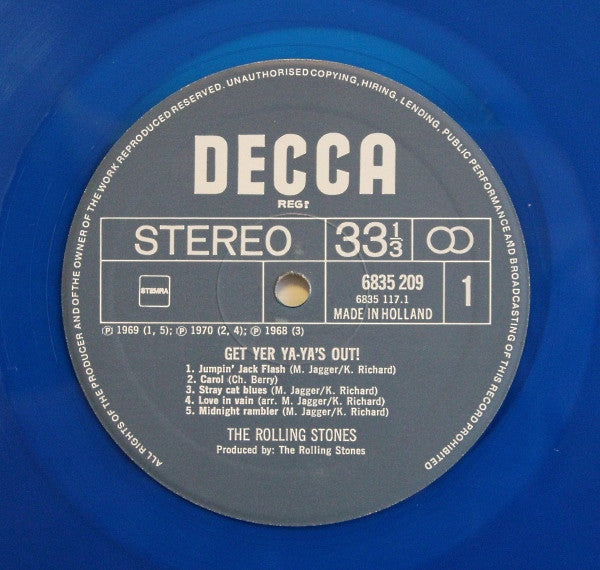 ALL RIGHTS OF THE PRODUCER AND OF THE OWNER OF THE WORK REPRODUCED RESERVED. UNAUTHORISED COPYING, HIRING, LENDING, PUBLIC PERFORMANCE AND BROADCASTING OF THIS RECORD PROHIBITED
DECCA
REG!
STEREO 33⅓
STEMRA
6835 209
6835 117.1
MADE IN HOLLAND
1
Ⓟ 1969 (1, 5); Ⓟ 1970 (2, 4); Ⓟ 1968 (3)
GET YER YA-YA'S OUT!
1. Jumpin' Jack Flash (M. Jagger/K. Richard)
2. Carol (Ch. Berry)
3. Stray cat blues (M. Jagger/K. Richard)
4. Love in vain (arr. M. Jagger/K. Richard)
5. Midnight rambler (M. Jagger/K. Richard)
THE ROLLING STONES
Produced by: The Rolling Stones